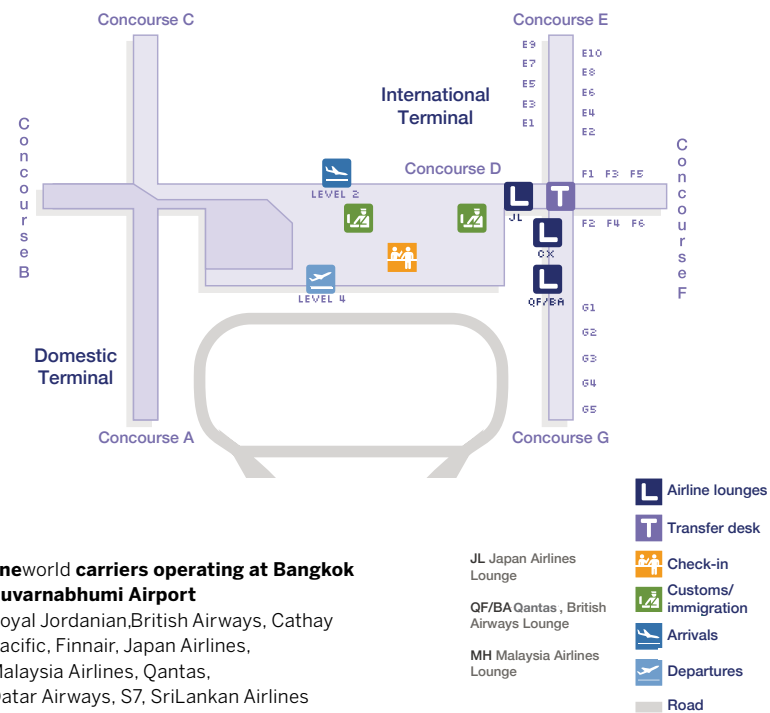 Concourse C
Concourse E
E9
E10
E7
E8
E5
E6
E3
E4
E1
E2
International
Terminal
Concourse B
Concourse D
Concourse F
F1 F3 F5
LEVEL 2
L
T
JL
F2 F4 F6
L
CX
L
QF/BA
LEVEL 4
G1
G2
G3
G4
G5
Domestic
Terminal
Concourse A
Concourse G
L Airline lounges
T Transfer desk
Check-in
Customs/
immigration
Arrivals
Departures
Road
neworld carriers operating at Bangkok
uvarnabhumi Airport
oyal Jordanian,British Airways, Cathay
acific, Finnair, Japan Airlines,
alaysia Airlines, Qantas,
atar Airways, S7, SriLankan Airlines
JL Japan Airlines
Lounge
QF/BA Qantas , British
Airways Lounge
MH Malaysia Airlines
Lounge